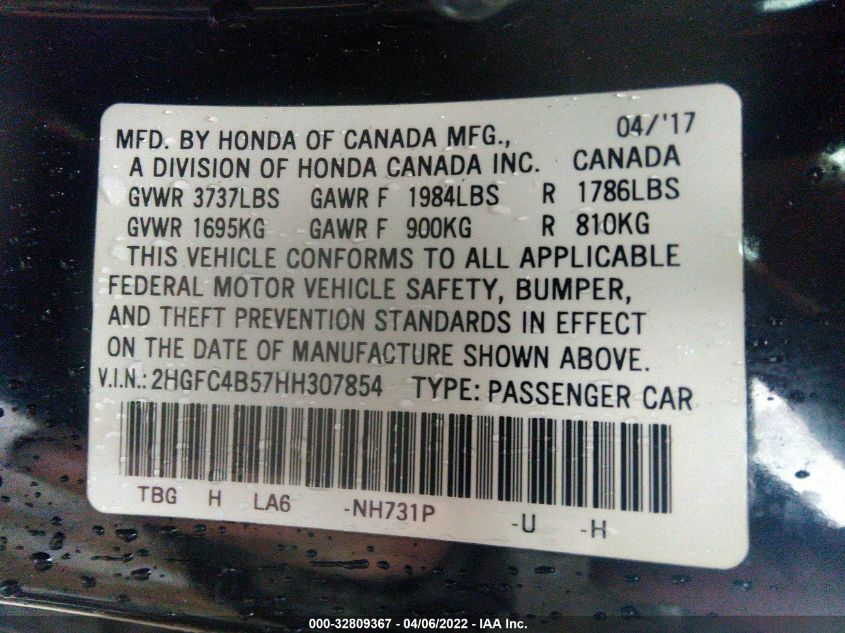 04/'17
MFD. BY HONDA OF CANADA MFG.,
A DIVISION OF HONDA CANADA INC. CANADA
GVWR 3737LBS GAWR F 1984LBS R 1786LBS
GVWR 1695KG GAWR F 900KG R 810KG
THIS VEHICLE CONFORMS TO ALL APPLICABLE
FEDERAL MOTOR VEHICLE SAFETY, BUMPER,
AND THEFT PREVENTION STANDARDS IN EFFECT
ON THE DATE OF MANUFACTURE SHOWN ABOVE.
V.I.N.: 2HGFC4B57HH307854 TYPE: PASSENGER CAR
TBG H LA6 -NH731P -U -H
000-32809367 - 04/06/2022 - IAA Inc.